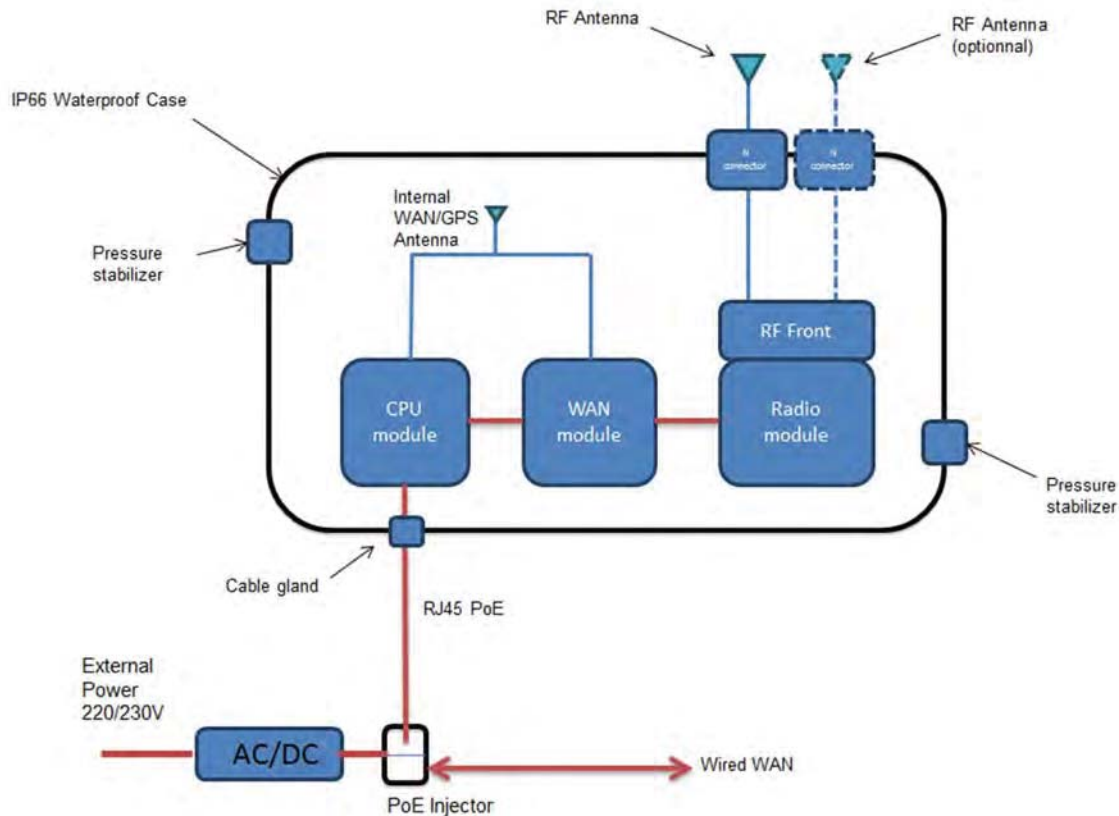 RF Antenna
RF Antenna
(optionnal)
IP66 Waterproof Case
N
connector
N
connector
Internal
WAN/GPS
Antenna
Pressure
stabilizer
RF Front
CPU
module
WAN
module
Radio
module
Pressure
stabilizer
Cable gland
RJ45 PoE
External
Power
220/230V
AC/DC
Wired WAN
PoE Injector